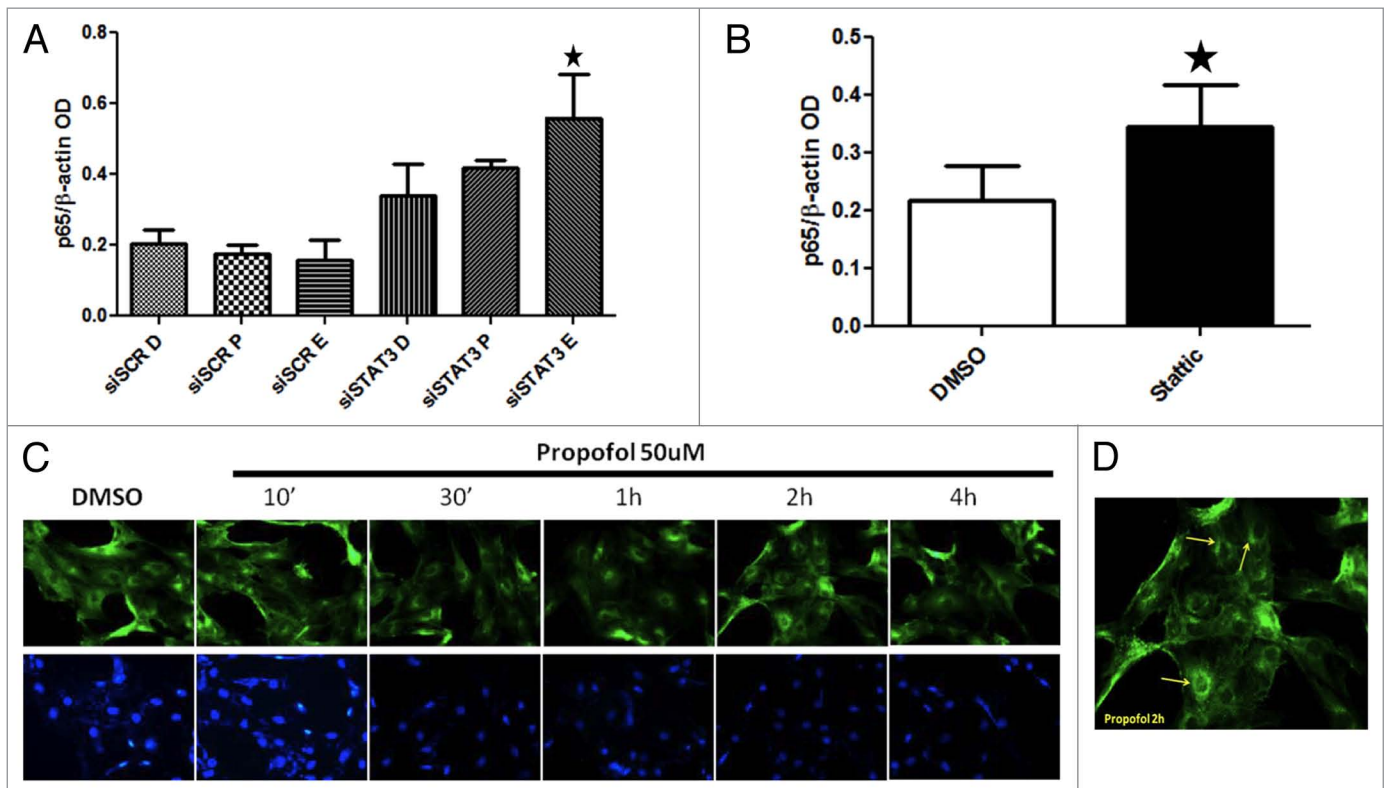 A
0.8
0.6
0.4
0.2
0.0
p65/β-actin OD
★
siSCR D
siSCR P
siSCR E
siSTAT3 D
siSTAT3 P
siSTAT3 E
B
0.5
0.4
0.3
0.2
0.1
0.0
p65/β-actin OD
★
DMSO
Stattic
C
Propofol 50uM
DMSO 10′ 30′ 1h 2h 4h
D
Propofol 2h